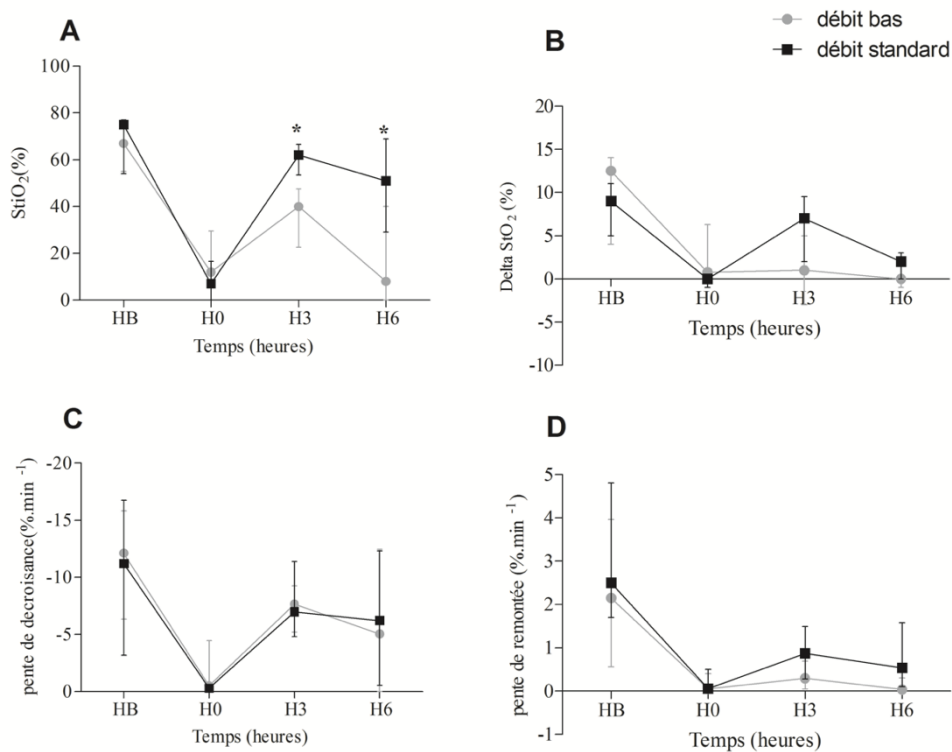 débit bas
débit standard
A
100
80
60
40
20
0
StiO₂(%)
*
*
HB H0 H3 H6
Temps (heures)
B
20
15
10
5
0
-5
-10
Delta StO₂ (%)
HB H0 H3 H6
Temps (heures)
C
-20
-15
-10
-5
0
pente de decroisance(%.min ⁻¹)
HB H0 H3 H6
Temps (heures)
D
5
4
3
2
1
0
-1
pente de remontée (%.min ⁻¹)
HB H0 H3 H6
Temps (heures)